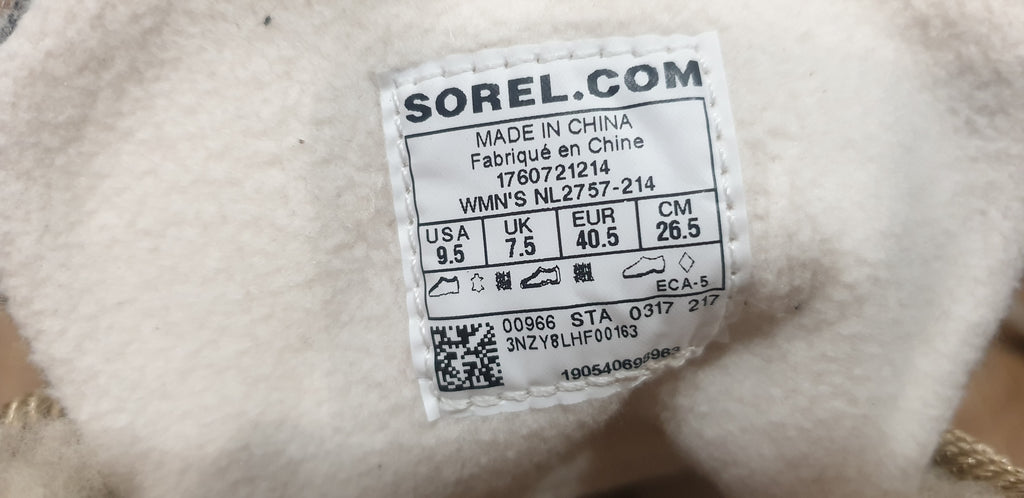 SOREL.COM
MADE IN CHINA
Fabriqué en Chine
1760721214
WMN'S NL2757-214
USA UK EUR CM
9.5 7.5 40.5 26.5
ECA-5
00966 STA 0317 217
3NZY8LHF00163